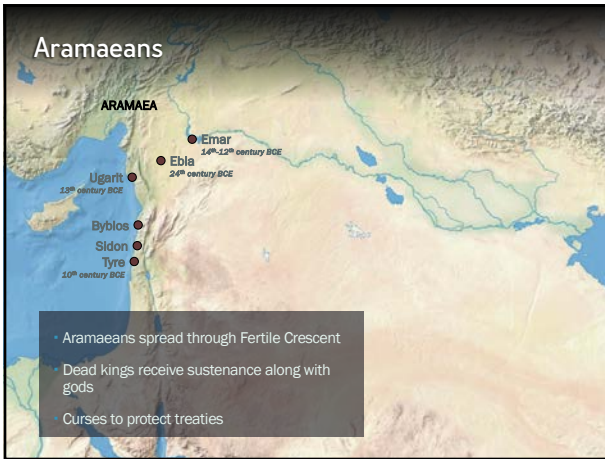 Aramaeans
ARAMAEA
Emar
14th-12th century BCE
Ebla
24th century BCE
Ugarit
13th century BCE
Byblos
Sidon
Tyre
10th century BCE
• Aramaeans spread through Fertile Crescent
• Dead kings receive sustenance along with
gods
• Curses to protect treaties